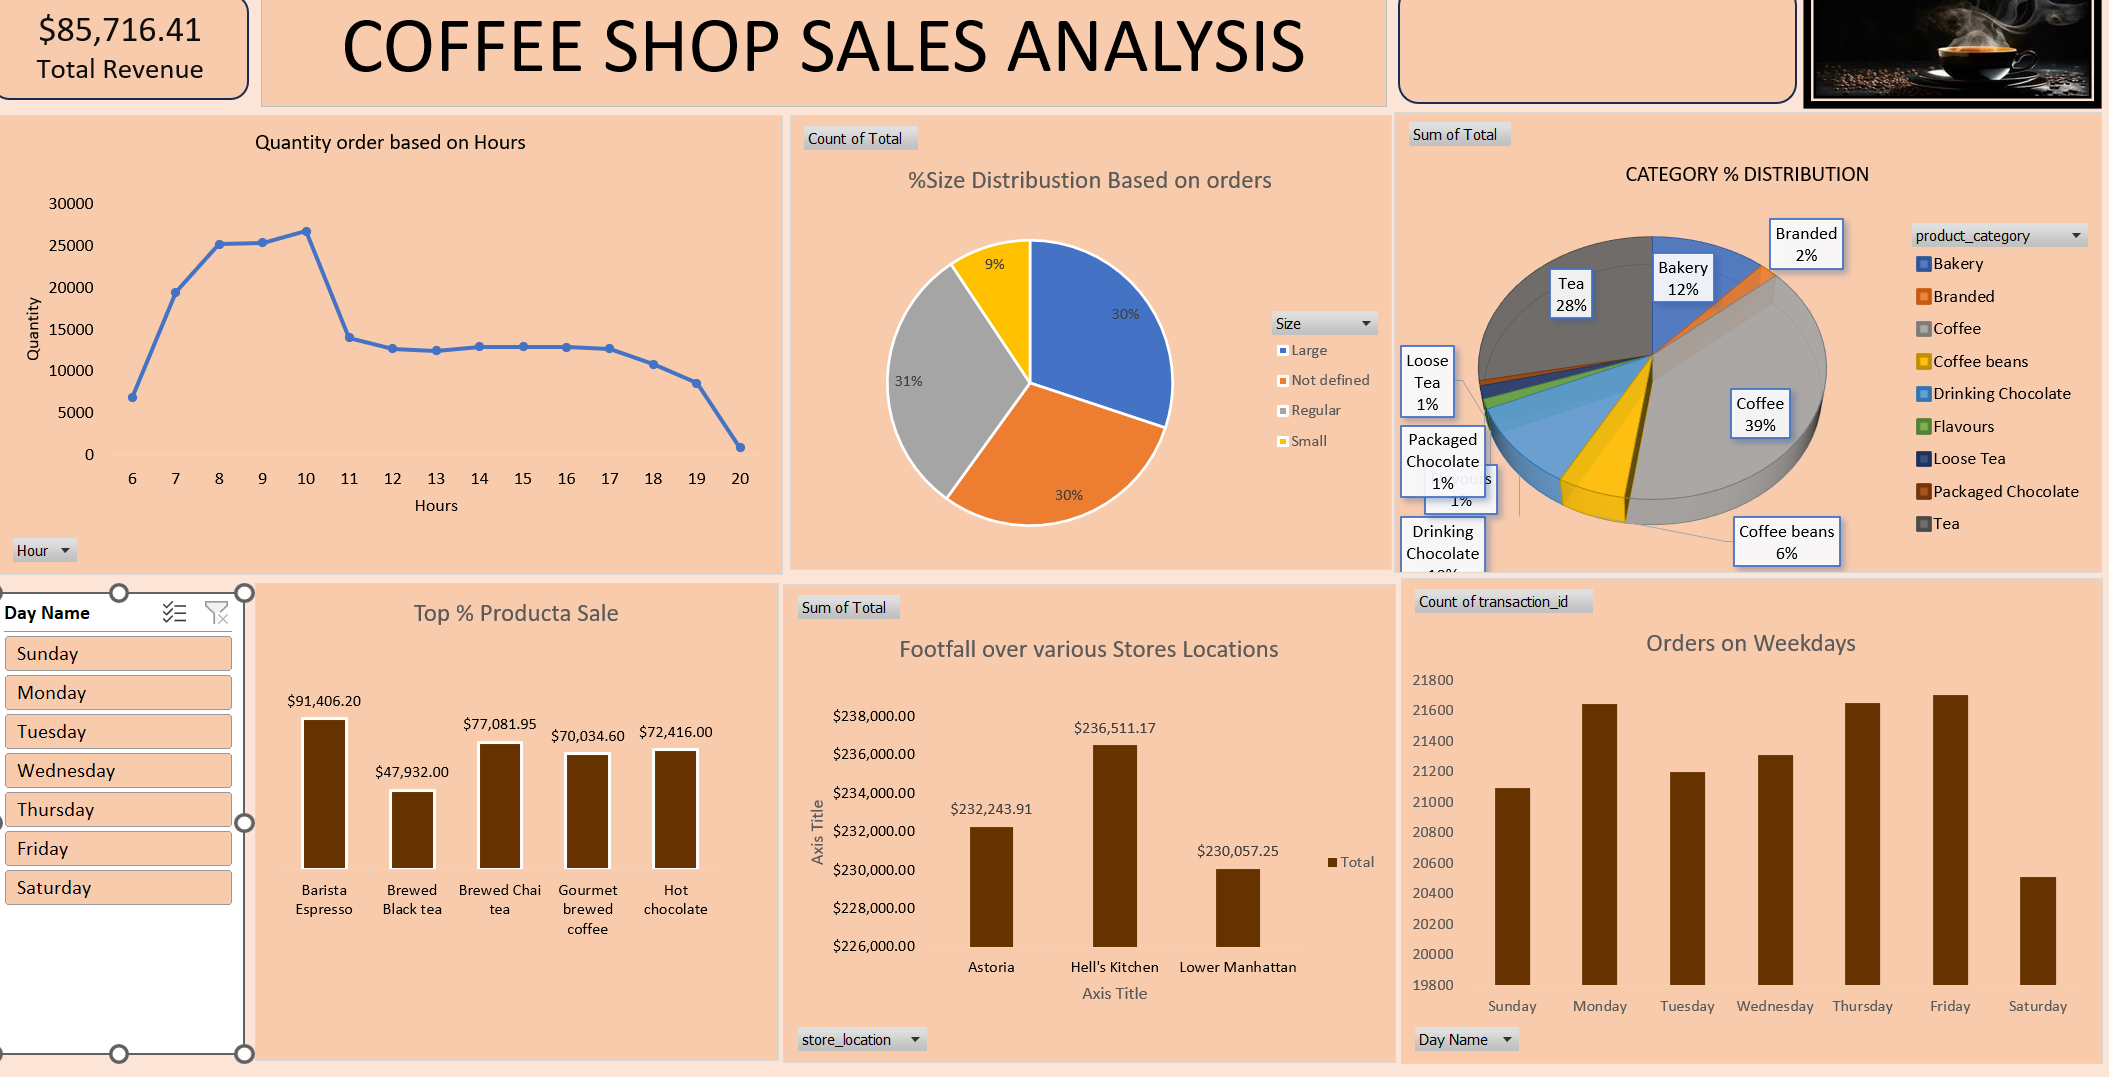 $85,716.41
Total Revenue
COFFEE SHOP SALES ANALYSIS
Quantity order based on Hours
30000
25000
20000
15000
10000
5000
0
Quantity
6 7 8 9 10 11 12 13 14 15 16 17 18 19 20
Hours
Hour
Count of Total
%Size Distribustion Based on orders
9%
30%
31%
30%
Size
Large
Not defined
Regular
Small
Sum of Total
CATEGORY % DISTRIBUTION
Branded
2%
Bakery
12%
Tea
28%
Loose
Tea
1%
Coffee
39%
Packaged
Chocolate
1%
1%
Drinking
Chocolate
Coffee beans
6%
product_category
Bakery
Branded
Coffee
Coffee beans
Drinking Chocolate
Flavours
Loose Tea
Packaged Chocolate
Tea
Day Name
Sunday
Monday
Tuesday
Wednesday
Thursday
Friday
Saturday
Top % Producta Sale
$91,406.20
$47,932.00
$77,081.95
$70,034.60
$72,416.00
Barista
Espresso
Brewed
Black tea
Brewed Chai
tea
Gourmet
brewed
coffee
Hot
chocolate
Sum of Total
Footfall over various Stores Locations
$238,000.00
$236,000.00
$234,000.00
$232,000.00
$230,000.00
$228,000.00
$226,000.00
Axis Title
$232,243.91
$236,511.17
$230,057.25
Total
Astoria
Hell's Kitchen
Lower Manhattan
Axis Title
store_location
Count of transaction_id
Orders on Weekdays
21800
21600
21400
21200
21000
20800
20600
20400
20200
20000
19800
Sunday Monday Tuesday Wednesday Thursday Friday Saturday
Day Name